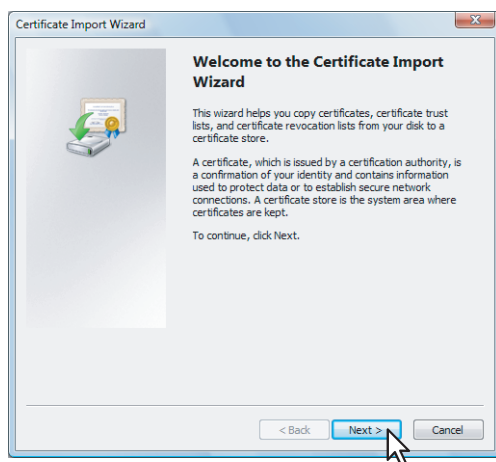 Certificate Import Wizard
Welcome to the Certificate Import
Wizard
This wizard helps you copy certificates, certificate trust
lists, and certificate revocation lists from your disk to a
certificate store.
A certificate, which is issued by a certification authority, is
a confirmation of your identity and contains information
used to protect data or to establish secure network
connections. A certificate store is the system area where
certificates are kept.
To continue, click Next.
< Back Next > Cancel